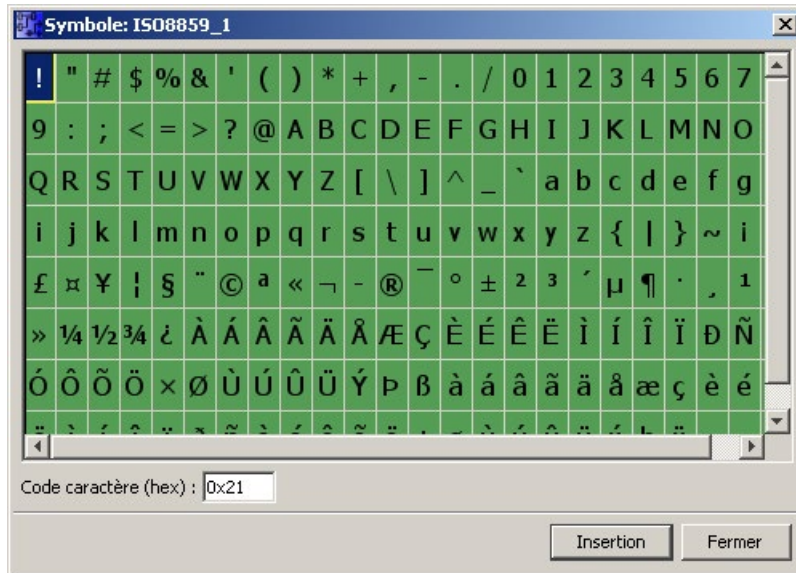 Symbole: ISO8859_1
! " # $ % & ' ( ) * + , - . / 0 1 2 3 4 5 6 7
9 : ; < = > ? @ A B C D E F G H I J K L M N O
Q R S T U V W X Y Z [ \ ] ^ _ ` a b c d e f g
i j k l m n o p q r s t u v w x y z { | } ~ ¡
£ ¤ ¥ ¦ § ¨ © ª « ¬ - ® ¯ ° ± ² ³ ´ µ ¶ · ¸ ¹
» ¼ ½ ¾ ¿ À Á Â Ã Ä Å Æ Ç È É Ê Ë Ì Í Î Ï Ð Ñ
Ó Ô Õ Ö × Ø Ù Ú Û Ü Ý Þ ß à á â ã ä å æ ç è é
Code caractère (hex) : 0x21
Insertion Fermer